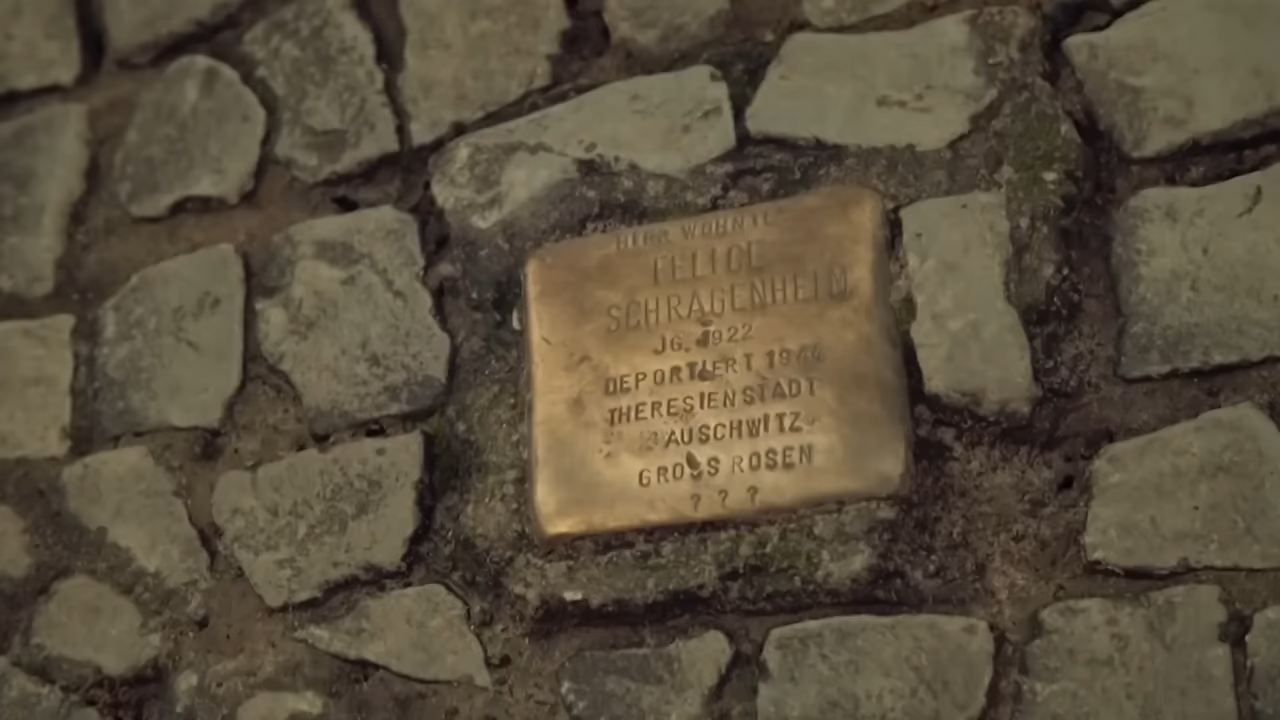 HIER WOHNTE
FELICE
SCHRAGENHEIM
JG. 1922
DEPORTIERT 1944
THERESIENSTADT
AUSCHWITZ
GROSS ROSEN
? ? ?